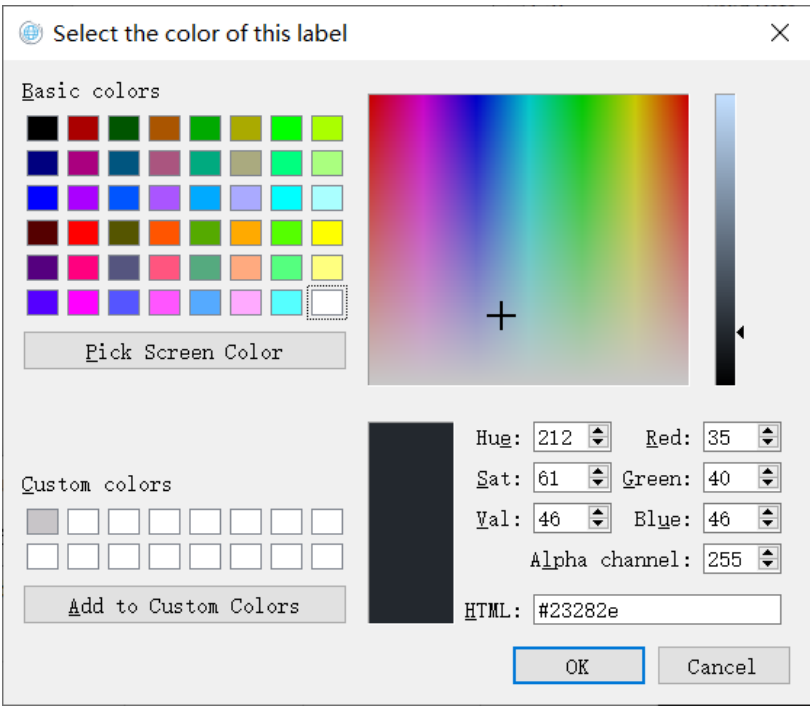 Select the color of this label
Basic colors
Pick Screen Color
Custom colors
Add to Custom Colors
Hue: 212 Red: 35
Sat: 61 Green: 40
Val: 46 Blue: 46
Alpha channel: 255
HTML: #23282e
OK Cancel